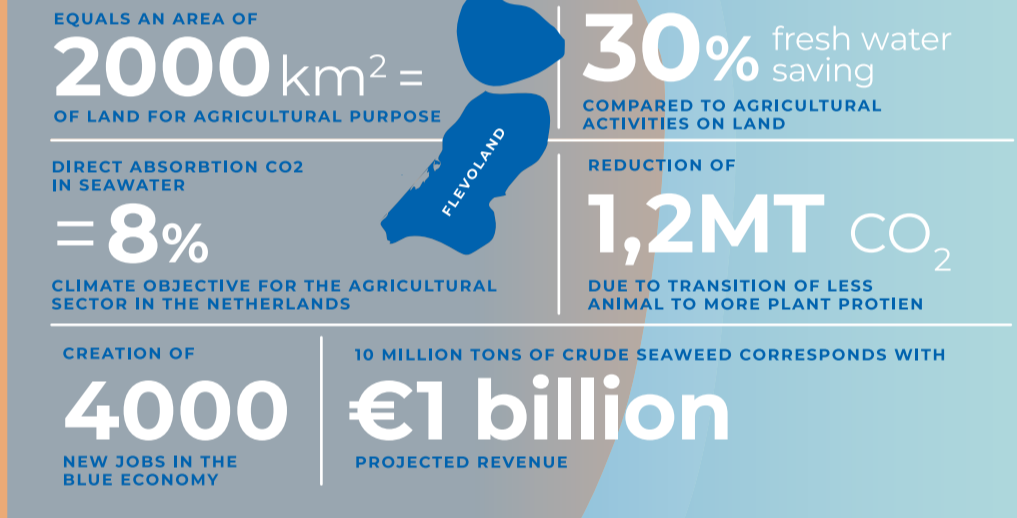 EQUALS AN AREA OF
2000 km² =
OF LAND FOR AGRICULTURAL PURPOSE
FLEVOLAND
30% fresh water
saving
COMPARED TO AGRICULTURAL
ACTIVITIES ON LAND
DIRECT ABSORBTION CO2
IN SEAWATER
= 8%
CLIMATE OBJECTIVE FOR THE AGRICULTURAL
SECTOR IN THE NETHERLANDS
REDUCTION OF
1,2MT CO₂
DUE TO TRANSITION OF LESS
ANIMAL TO MORE PLANT PROTIEN
CREATION OF
4000
NEW JOBS IN THE
BLUE ECONOMY
10 MILLION TONS OF CRUDE SEAWEED CORRESPONDS WITH
€1 billion
PROJECTED REVENUE